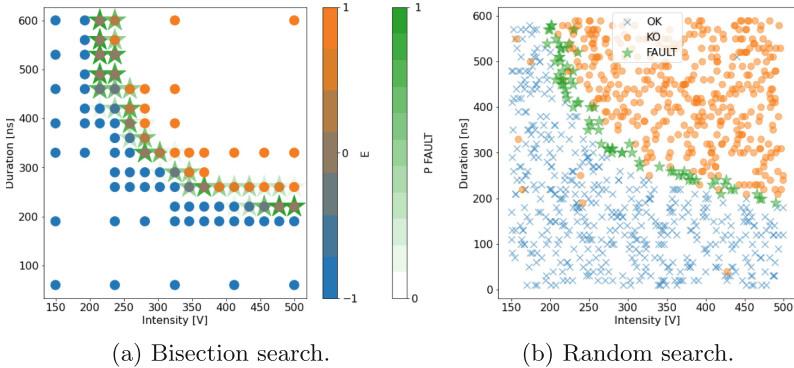 600
500
400
300
200
100
Duration [ns]
150 200 250 300 350 400 450 500
Intensity [V]
1
0
−1
E
1
0
P FAULT
600
500
400
300
200
100
0
Duration [ns]
OK
KO
FAULT
150 200 250 300 350 400 450 500
Intensity [V]
(a) Bisection search.
(b) Random search.